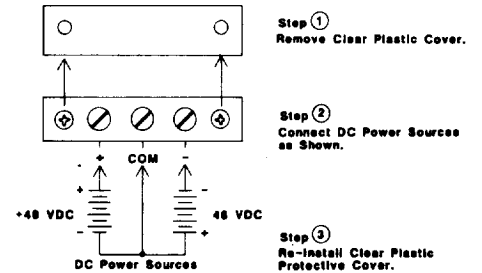 Step 1
Remove Clear Plastic Cover.
Step 2
Connect DC Power Sources
as Shown.
+ COM -
+ -
+48 VDC 48 VDC
- +
DC Power Sources
Step 3
Re-Install Clear Plastic
Protective Cover.